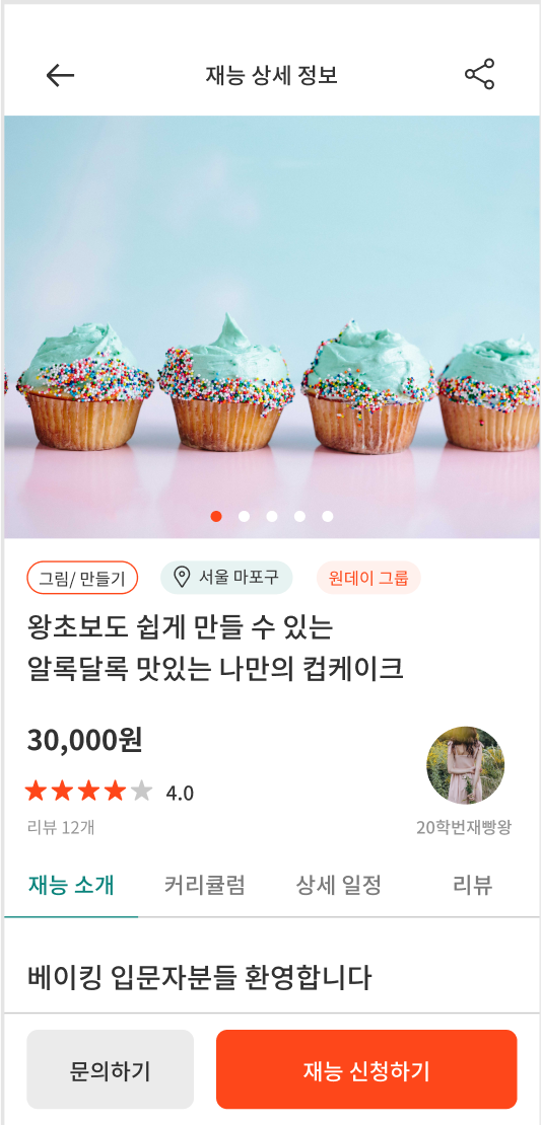 재능 상세 정보
그림/ 만들기
서울 마포구
원데이 그룹
왕초보도 쉽게 만들 수 있는
알록달록 맛있는 나만의 컵케이크
30,000원
4.0
리뷰 12개
20학번재빵왕
재능 소개
커리큘럼
상세 일정
리뷰
베이킹 입문자분들 환영합니다
문의하기
재능 신청하기